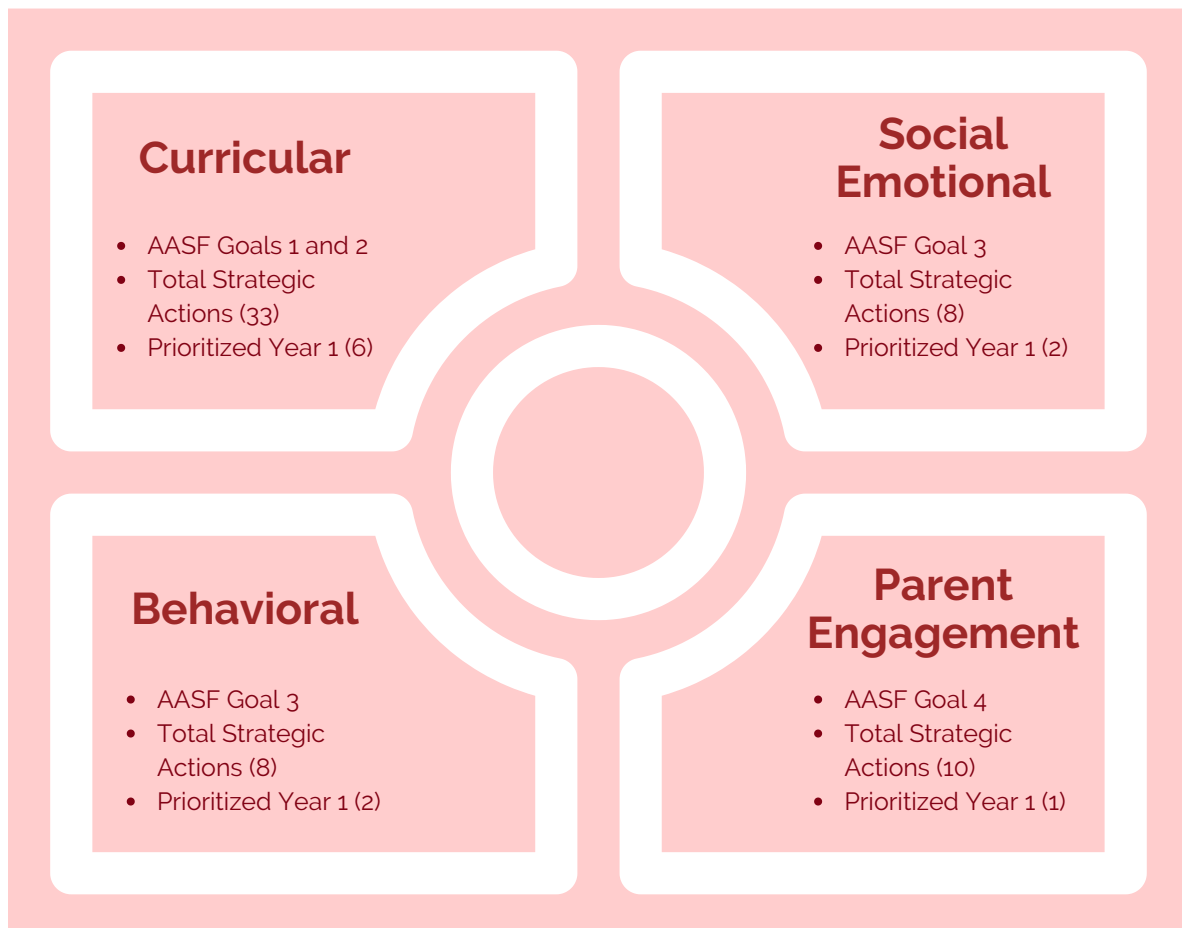 Curricular
• AASF Goals 1 and 2
• Total Strategic
Actions (33)
• Prioritized Year 1 (6)
Social
Emotional
• AASF Goal 3
• Total Strategic
Actions (8)
• Prioritized Year 1 (2)
Behavioral
• AASF Goal 3
• Total Strategic
Actions (8)
• Prioritized Year 1 (2)
Parent
Engagement
• AASF Goal 4
• Total Strategic
Actions (10)
• Prioritized Year 1 (1)